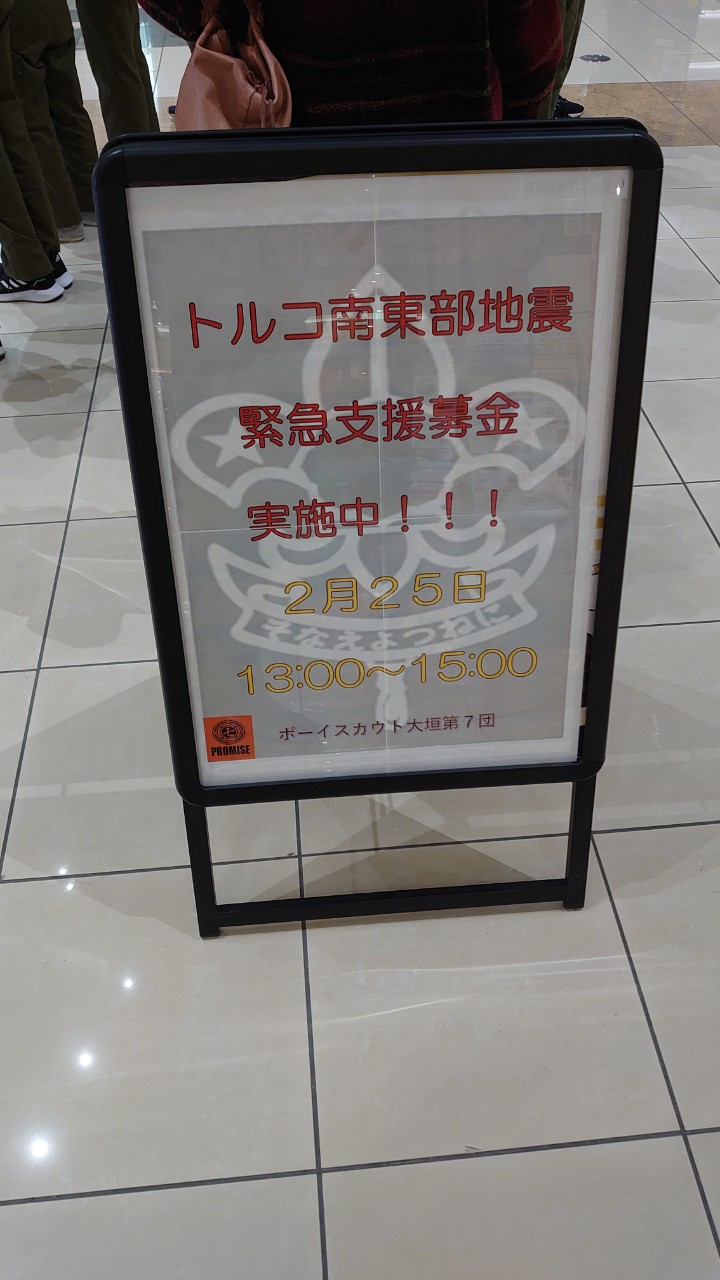 トルコ南東部地震
緊急支援募金
実施中！！！
２月２５日
そなえよつねに
13:00～15:00
PROMISE
ボーイスカウト大垣第７団